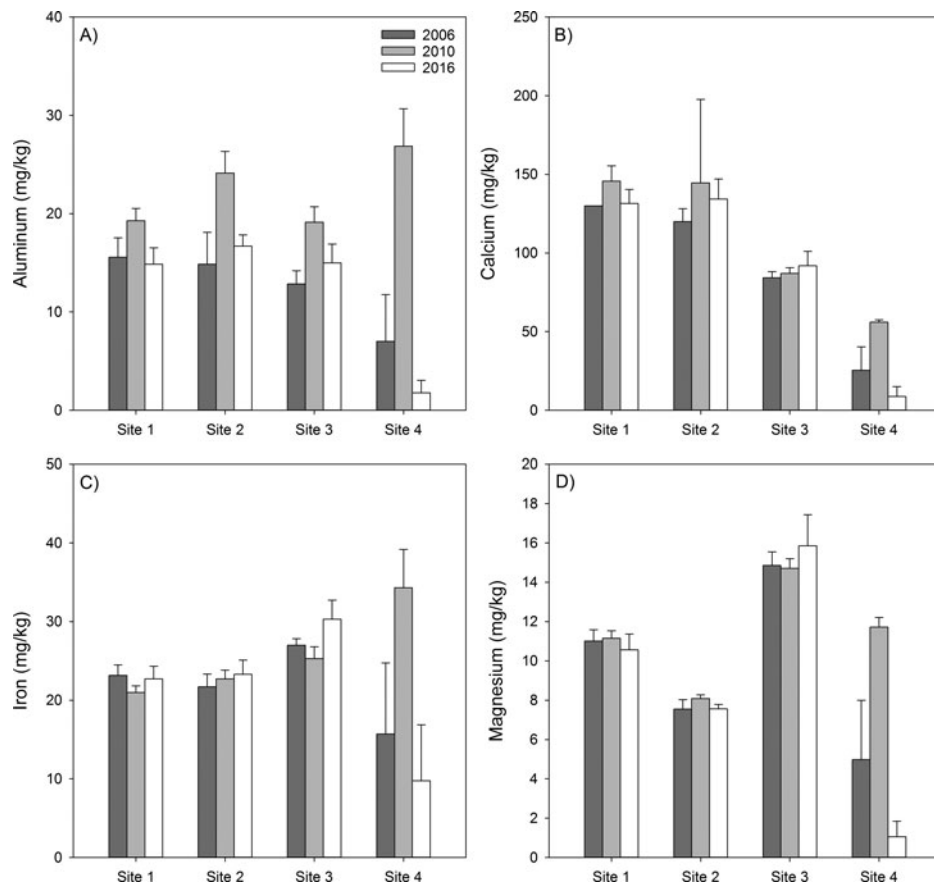 A)
2006
2010
2016
Aluminum (mg/kg)
40
30
20
10
0
Site 1 Site 2 Site 3 Site 4
B)
Calcium (mg/kg)
250
200
150
100
50
0
Site 1 Site 2 Site 3 Site 4
C)
Iron (mg/kg)
50
40
30
20
10
0
Site 1 Site 2 Site 3 Site 4
D)
Magnesium (mg/kg)
20
18
16
14
12
10
8
6
4
2
0
Site 1 Site 2 Site 3 Site 4